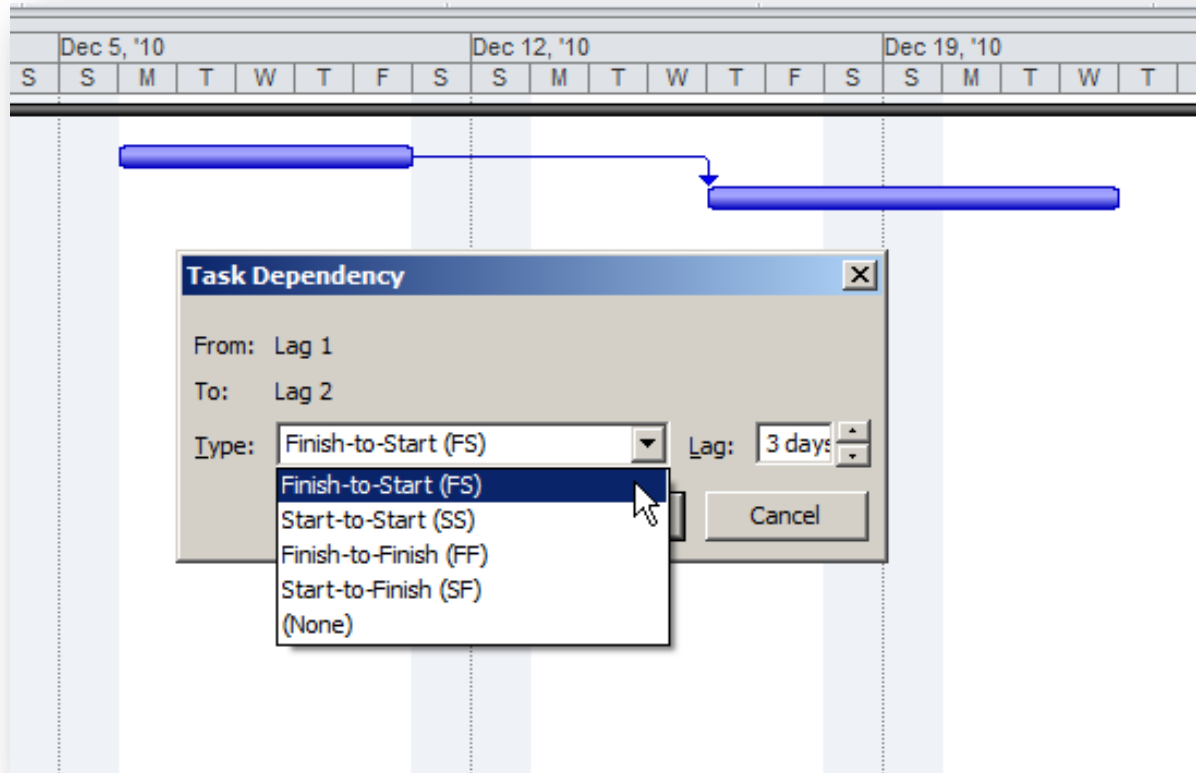 Dec 5, '10 Dec 12, '10 Dec 19, '10
S S M T W T F S S M T W T F S S M T W T
Task Dependency
From: Lag 1
To: Lag 2
Type: Finish-to-Start (FS) Lag: 3 days
Finish-to-Start (FS)
Cancel
Start-to-Start (SS)
Finish-to-Finish (FF)
Start-to-Finish (SF)
(None)